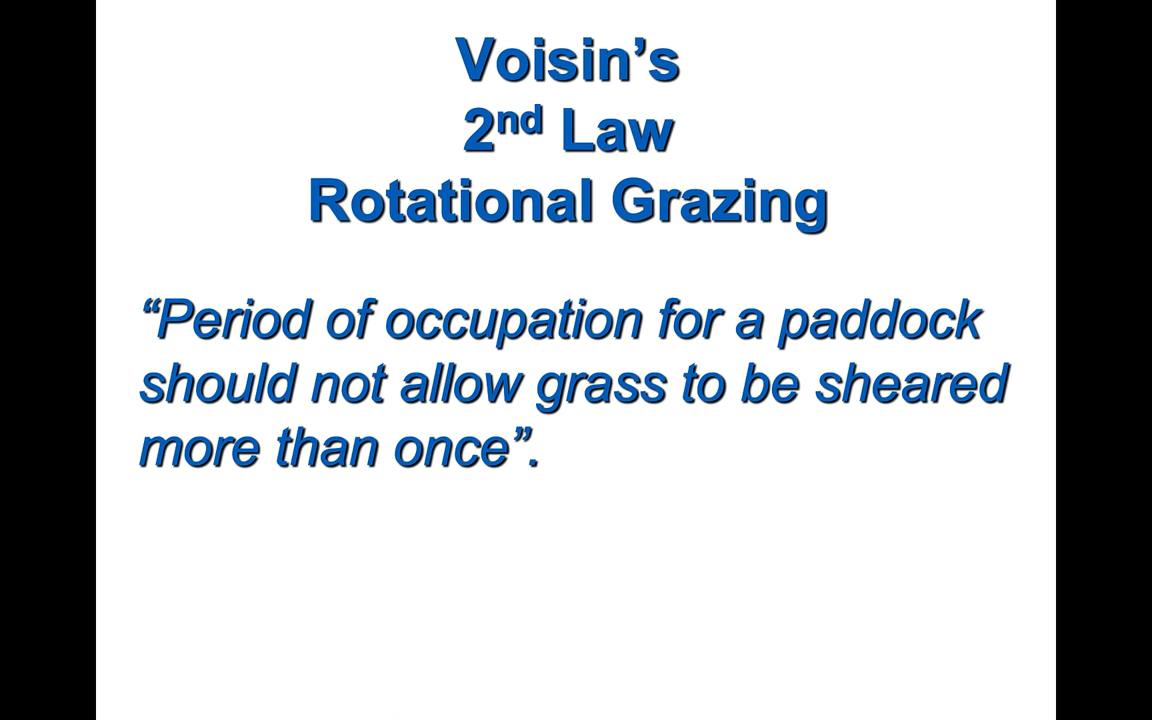 Voisin’s
2nd Law
Rotational Grazing
“Period of occupation for a paddock
should not allow grass to be sheared
more than once”.